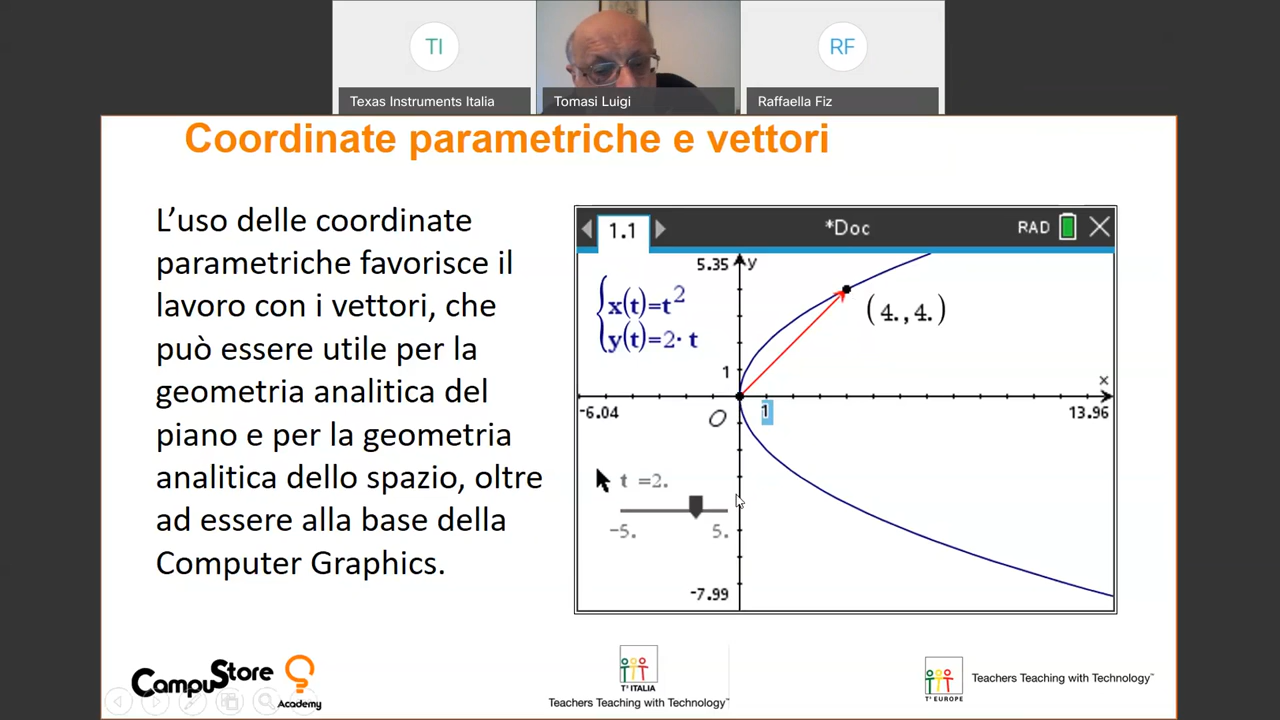 TI
RF
Texas Instruments Italia
Tomasi Luigi
Raffaella Fiz
Coordinate parametriche e vettori
L'uso delle coordinate
parametriche favorisce il
lavoro con i vettori, che
può essere utile per la
geometria analitica del
piano e per la geometria
analitica dello spazio, oltre
ad essere alla base della
Computer Graphics.
1.1
*Doc
RAD
5.35
y
x(t)=t²
y(t)=2· t
(4.,4.)
1
x
-6.04
O
1
13.96
t =2.
-5.
5.
-7.99
CampuStore
Academy
T³ ITALIA
Teachers Teaching with Technology™
T³ EUROPE
Teachers Teaching with Technology™